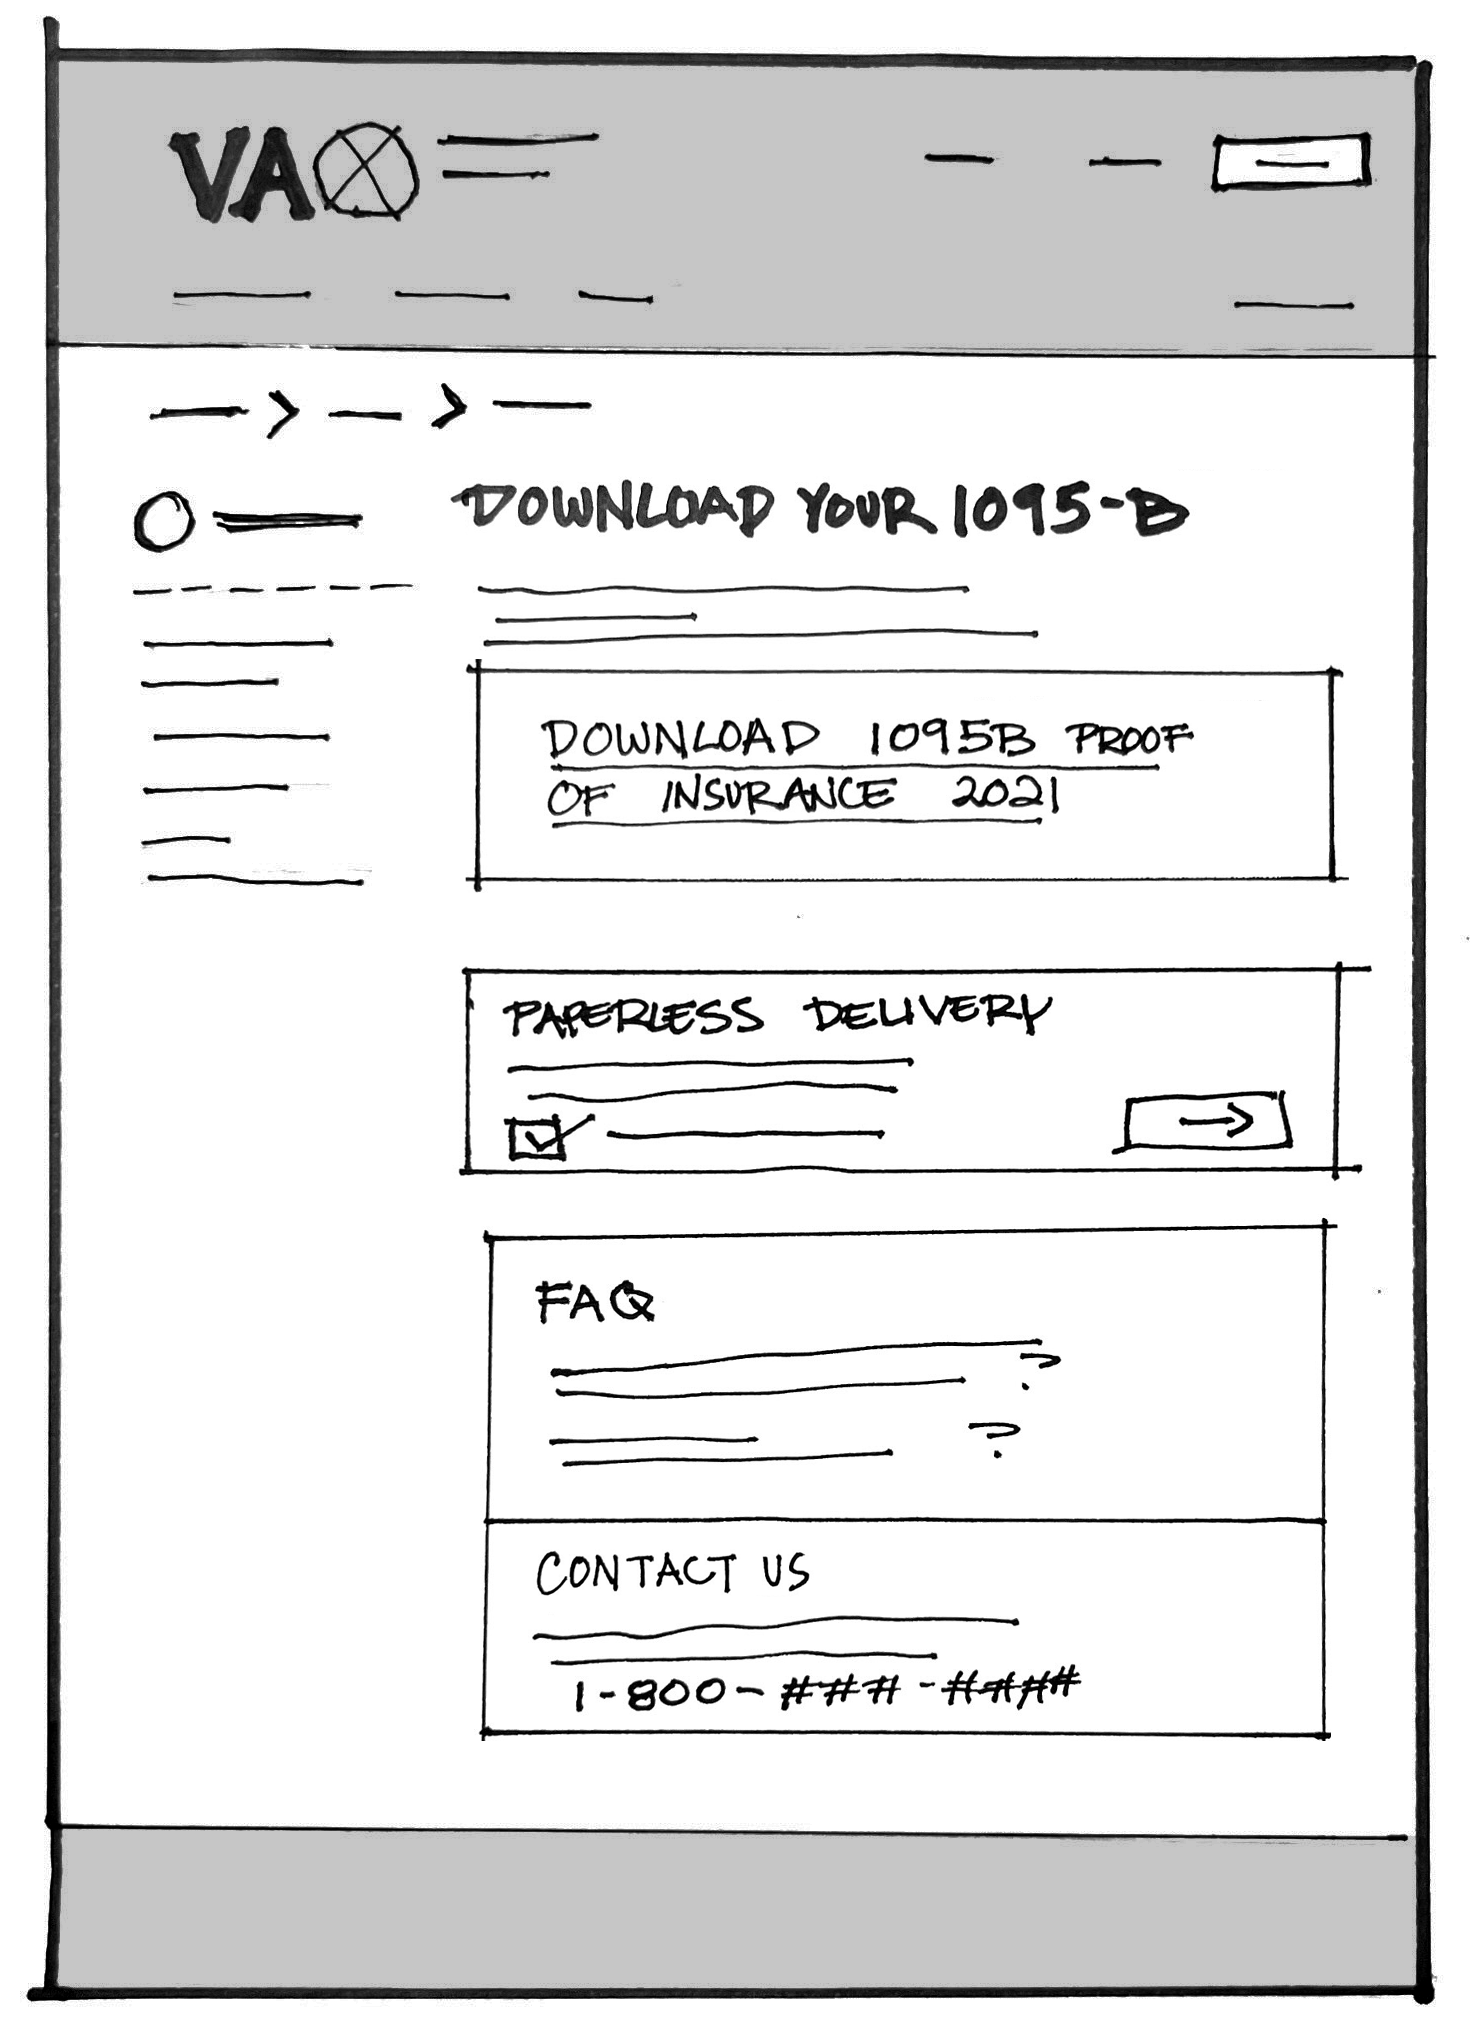 VA
DOWNLOAD YOUR 1095-B
DOWNLOAD 1095B PROOF
OF INSURANCE 2021
PAPERLESS DELIVERY
FAQ
?
?
CONTACT US
1-800-###-####